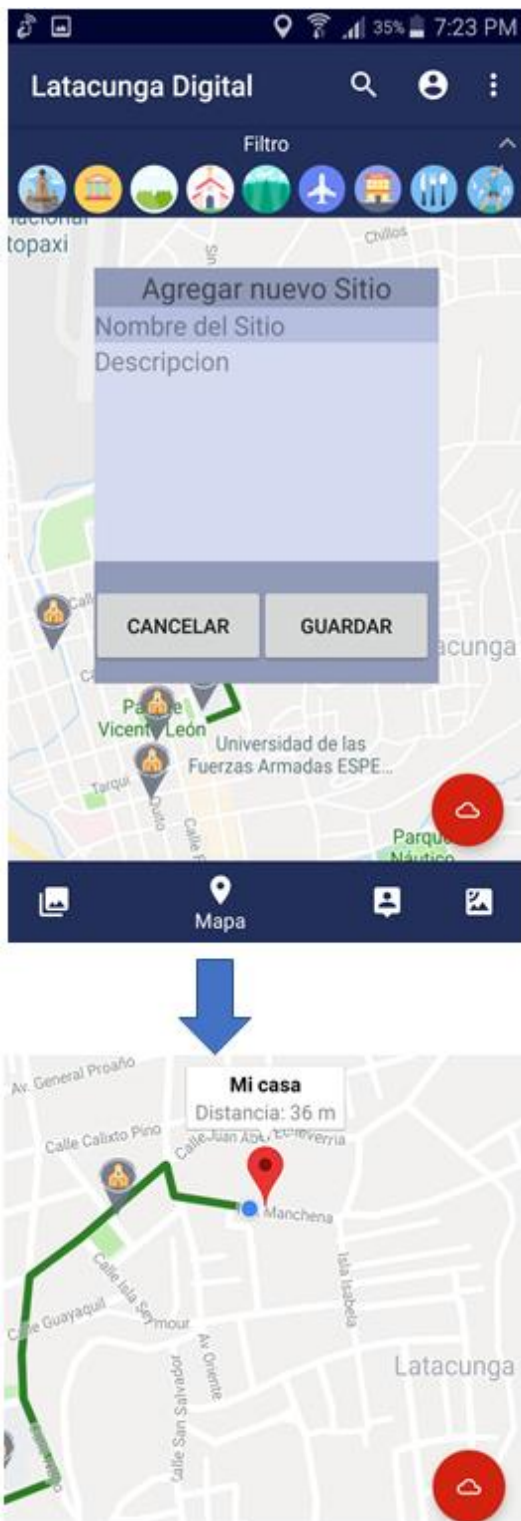 35% 7:23 PM
Latacunga Digital
Filtro
topaxi
Chillos
Sin
Agregar nuevo Sitio
Nombre del Sitio
Descripcion
CANCELAR GUARDAR
acunga
Vicente León
Universidad de las
Fuerzas Armadas ESPE...
Tarqui
Quito
Parque
Náutico
Mapa
Av. General Proaño
Mi casa
Distancia: 36 m
Calle Calixto Pino
Calle Juan Abel Echeverria
Manchena
Isla Isabela
Calle Isla Seymour
Calle Guayaquil
Av Oriente
Calle San Salvador
Latacunga